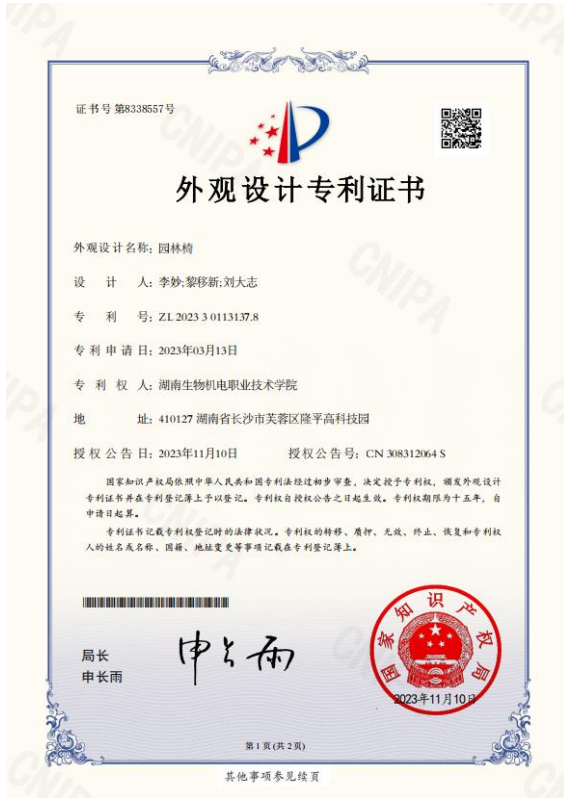 证书号第8338557号
外观设计专利证书
外观设计名称：园林椅
设计人：李妙;黎移新;刘大志
专利号：ZL 2023 3 0113137.8
专利申请日：2023年03月13日
专利权人：湖南生物机电职业技术学院
地址：410127 湖南省长沙市芙蓉区隆平高科技园
授权公告日：2023年11月10日 授权公告号：CN 308312064 S
国家知识产权局依照中华人民共和国专利法经过初步审查，决定授予专利权，颁发外观设计
专利证书并在专利登记簿上予以登记。专利权自授权公告之日起生效。专利权期限为十五年，自
申请日起算。
专利证书记载专利权登记时的法律状况。专利权的转移、质押、无效、终止、恢复和专利权
人的姓名或名称、国籍、地址变更等事项记载在专利登记簿上。
局长
申长雨
申长雨
国家知识产权局
2023年11月10日
第 1 页 (共 2 页)
其他事项参见续页
CNIPA
CNIPA
CNIPA
CNIPA